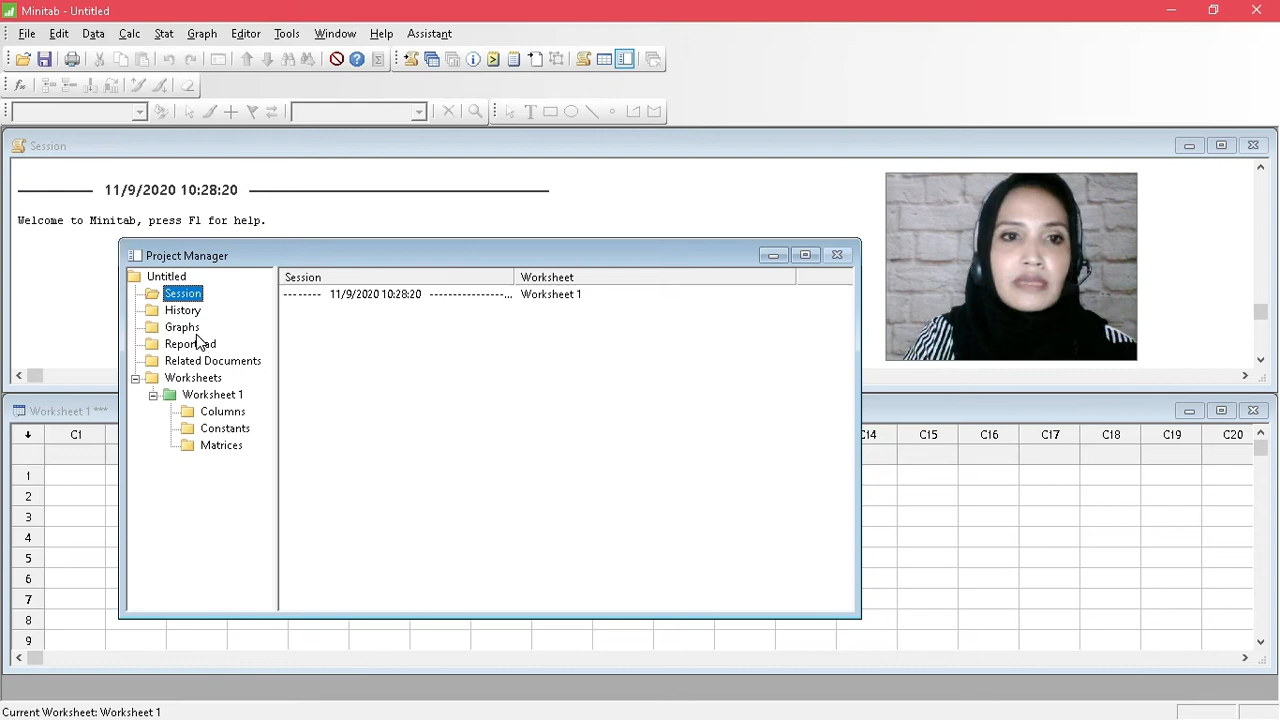 Minitab - Untitled
File Edit Data Calc Stat Graph Editor Tools Window Help Assistant
Session
11/9/2020 10:28:20
Welcome to Minitab, press F1 for help.
Project Manager
Untitled
Session
History
Graphs
Related Documents
Worksheets
Worksheet 1
Columns
Constants
Matrices
Session Worksheet
-------- 11/9/2020 10:28:20 ----------------... Worksheet 1
Worksheet 1 ***
C1 C14 C15 C16 C17 C18 C19 C20
1
2
3
4
5
6
7
8
9
Current Worksheet: Worksheet 1